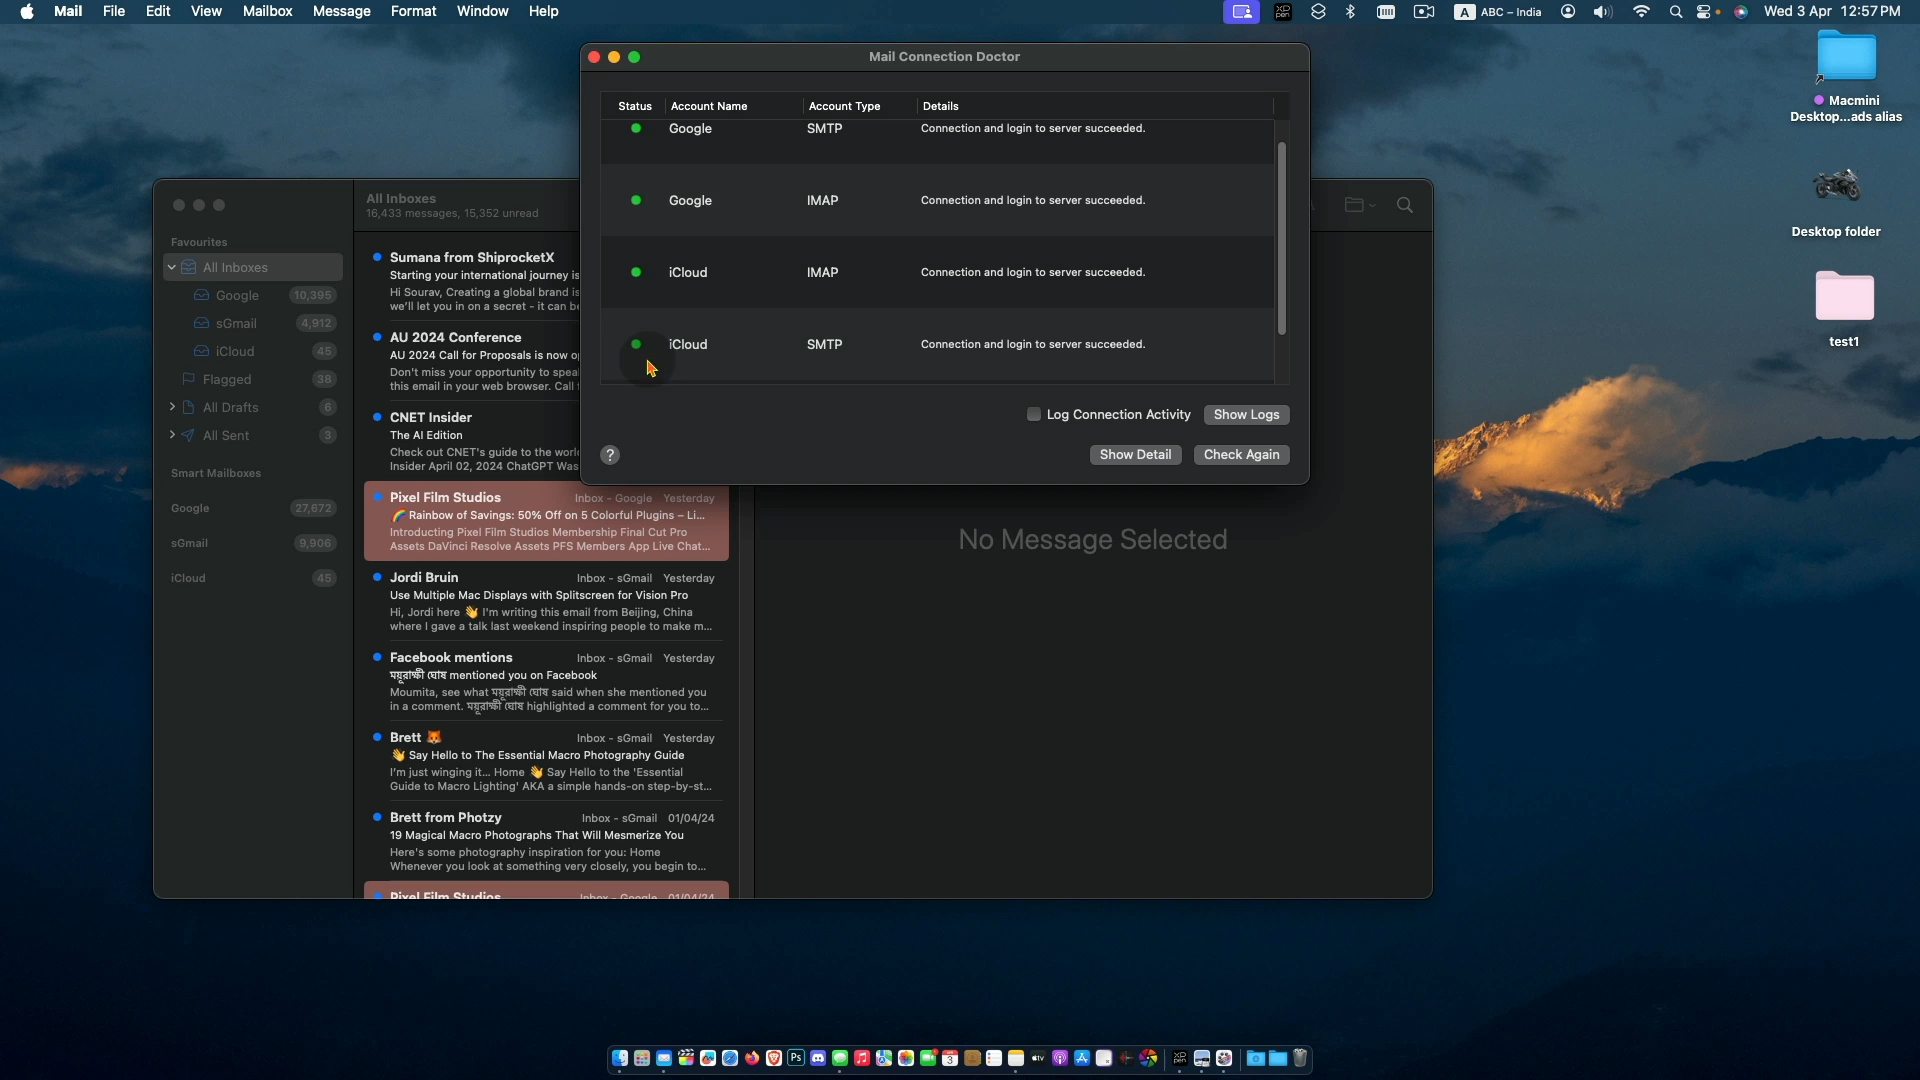 Mail File Edit View Mailbox Message Format Window Help
XD pen
A ABC – India
Wed 3 Apr 12:57 PM
Mail Connection Doctor
Status Account Name Account Type Details
Google SMTP Connection and login to server succeeded.
Google IMAP Connection and login to server succeeded.
iCloud IMAP Connection and login to server succeeded.
iCloud SMTP Connection and login to server succeeded.
Log Connection Activity Show Logs
? Show Detail Check Again
Favourites
All Inboxes
Google 10,395
sGmail 4,912
iCloud 45
Flagged 38
All Drafts 6
All Sent 3
Smart Mailboxes
Google 27,672
sGmail 9,906
iCloud 45
All Inboxes
16,433 messages, 15,352 unread
Sumana from ShiprocketX
Starting your international journey is
Hi Sourav, Creating a global brand is
we'll let you in on a secret - it can be
AU 2024 Conference
AU 2024 Call for Proposals is now
Don't miss your opportunity to speak
this email in your web browser. Call
CNET Insider
The AI Edition
Check out CNET's guide to the
Insider April 02, 2024 ChatGPT Was
Pixel Film Studios Inbox - Google Yesterday
🌈 Rainbow of Savings: 50% Off on 5 Colorful Plugins – Li...
Introducing Pixel Film Studios Membership Final Cut Pro
Assets DaVinci Resolve Assets PFS Members App Live Chat...
Jordi Bruin Inbox - sGmail Yesterday
Use Multiple Mac Displays with Splitscreen for Vision Pro
Hi, Jordi here 👋 I'm writing this email from Beijing, China
where I gave a talk last weekend inspiring people to make m...
Facebook mentions Inbox - sGmail Yesterday
ময়ূরাক্ষী ঘোষ mentioned you on Facebook
Moumita, see what ময়ূরাক্ষী ঘোষ said when she mentioned you
in a comment. ময়ূরাক্ষী ঘোষ highlighted a comment for you to...
Brett 🦊 Inbox - sGmail Yesterday
👋 Say Hello to The Essential Macro Photography Guide
I'm just winging it... Home 👋 Say Hello to the 'Essential
Guide to Macro Lighting' AKA a simple hands-on step-by-st...
Brett from Photzy Inbox - sGmail 01/04/24
19 Magical Macro Photographs That Will Mesmerize You
Here's some photography inspiration for you: Home
Whenever you look at something very closely, you begin to...
Pixel Film Studios Inbox - Google 01/04/24
No Message Selected
Macmini
Desktop...ads alias
Desktop folder
test1
Ps
3
tv